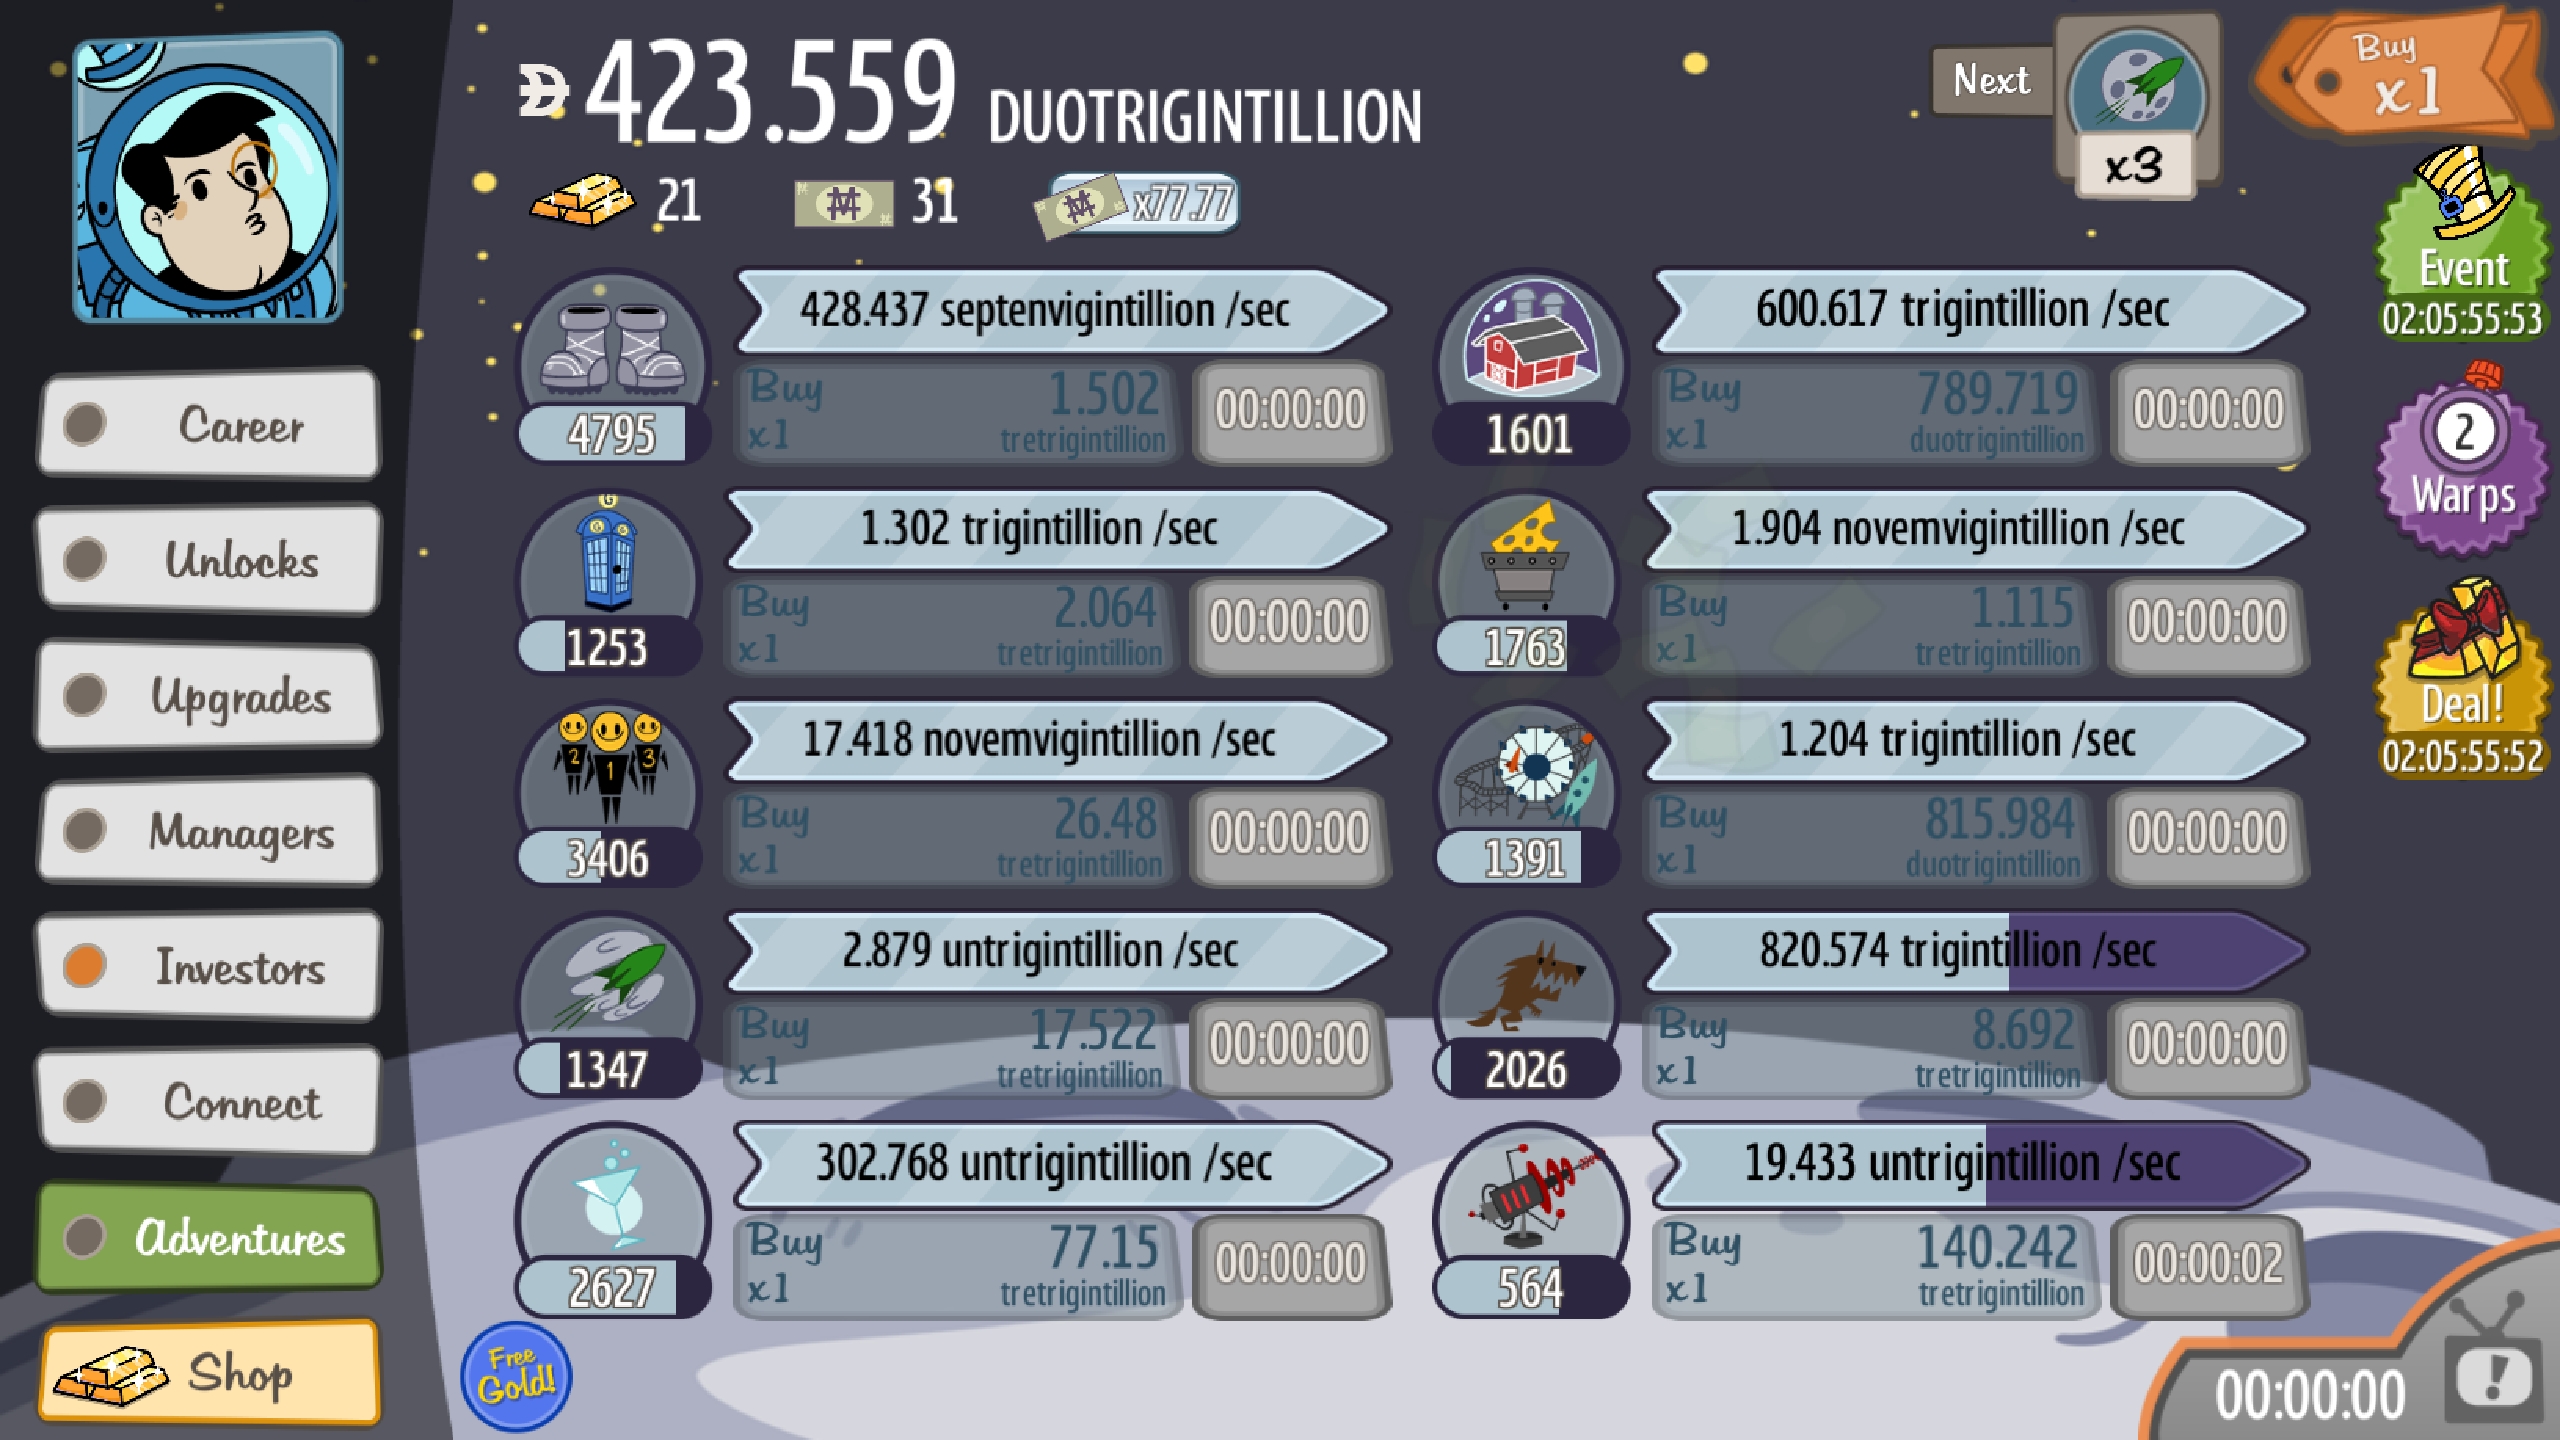 423.559 DUOTRIGINTILLION
21
31
x77.77
Next
x3
Buy
x1
Event
02:05:55:53
2
Warps
Deal!
02:05:55:52
Career
Unlocks
Upgrades
Managers
Investors
Connect
Adventures
Shop
428.437 septenvigintillion /sec
4795
Buy
x1
1.502
tretrigintillion
00:00:00
600.617 trigintillion /sec
1601
Buy
x1
789.719
duotrigintillion
00:00:00
G
1.302 trigintillion /sec
1253
Buy
x1
2.064
tretrigintillion
00:00:00
1.904 novemvigintillion /sec
1763
Buy
x1
1.115
tretrigintillion
00:00:00
2 1 3
17.418 novemvigintillion /sec
3406
Buy
x1
26.48
tretrigintillion
00:00:00
1.204 trigintillion /sec
1391
Buy
x1
815.984
duotrigintillion
00:00:00
2.879 untrigintillion /sec
1347
Buy
x1
17.522
tretrigintillion
00:00:00
820.574 trigintillion /sec
2026
Buy
x1
8.692
tretrigintillion
00:00:00
302.768 untrigintillion /sec
2627
Buy
x1
77.15
tretrigintillion
00:00:00
19.433 untrigintillion /sec
564
Buy
x1
140.242
tretrigintillion
00:00:02
Free
Gold!
00:00:00
!